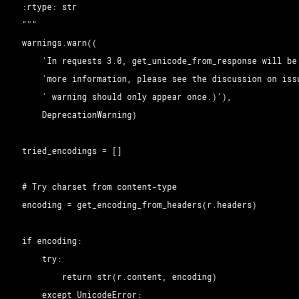 :rtype: str
"""
warnings.warn((
'In requests 3.0, get_unicode_from_response will be
'more information, please see the discussion on issu
' warning should only appear once.)'),
DeprecationWarning)
tried_encodings = []
# Try charset from content-type
encoding = get_encoding_from_headers(r.headers)
if encoding:
try:
return str(r.content, encoding)
except UnicodeError: